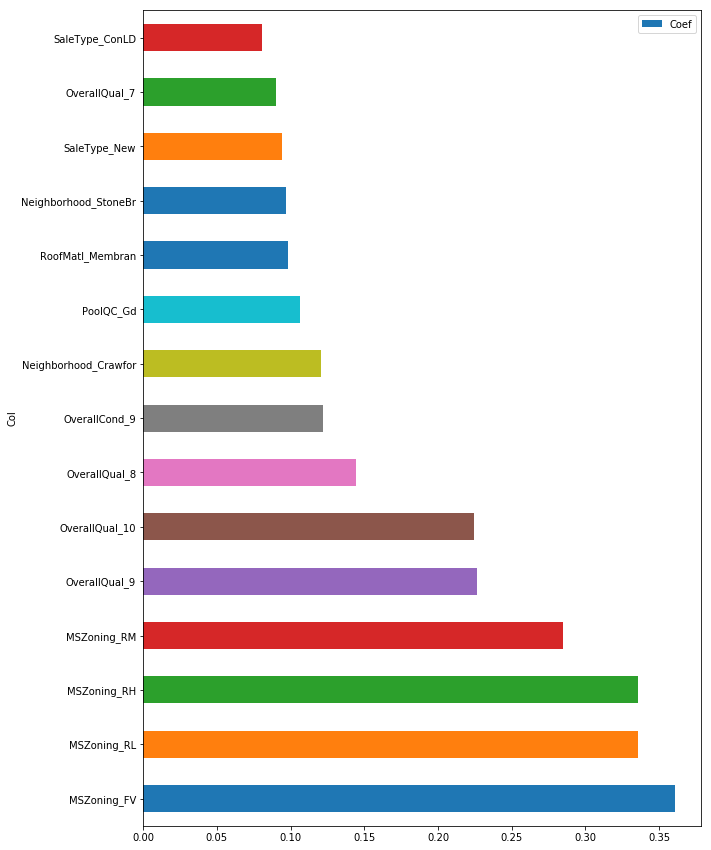 Coef
SaleType_ConLD
OverallQual_7
SaleType_New
Neighborhood_StoneBr
RoofMatl_Membran
PoolQC_Gd
Neighborhood_Crawfor
OverallCond_9
OverallQual_8
OverallQual_10
OverallQual_9
MSZoning_RM
MSZoning_RH
MSZoning_RL
MSZoning_FV
Col
0.00 0.05 0.10 0.15 0.20 0.25 0.30 0.35